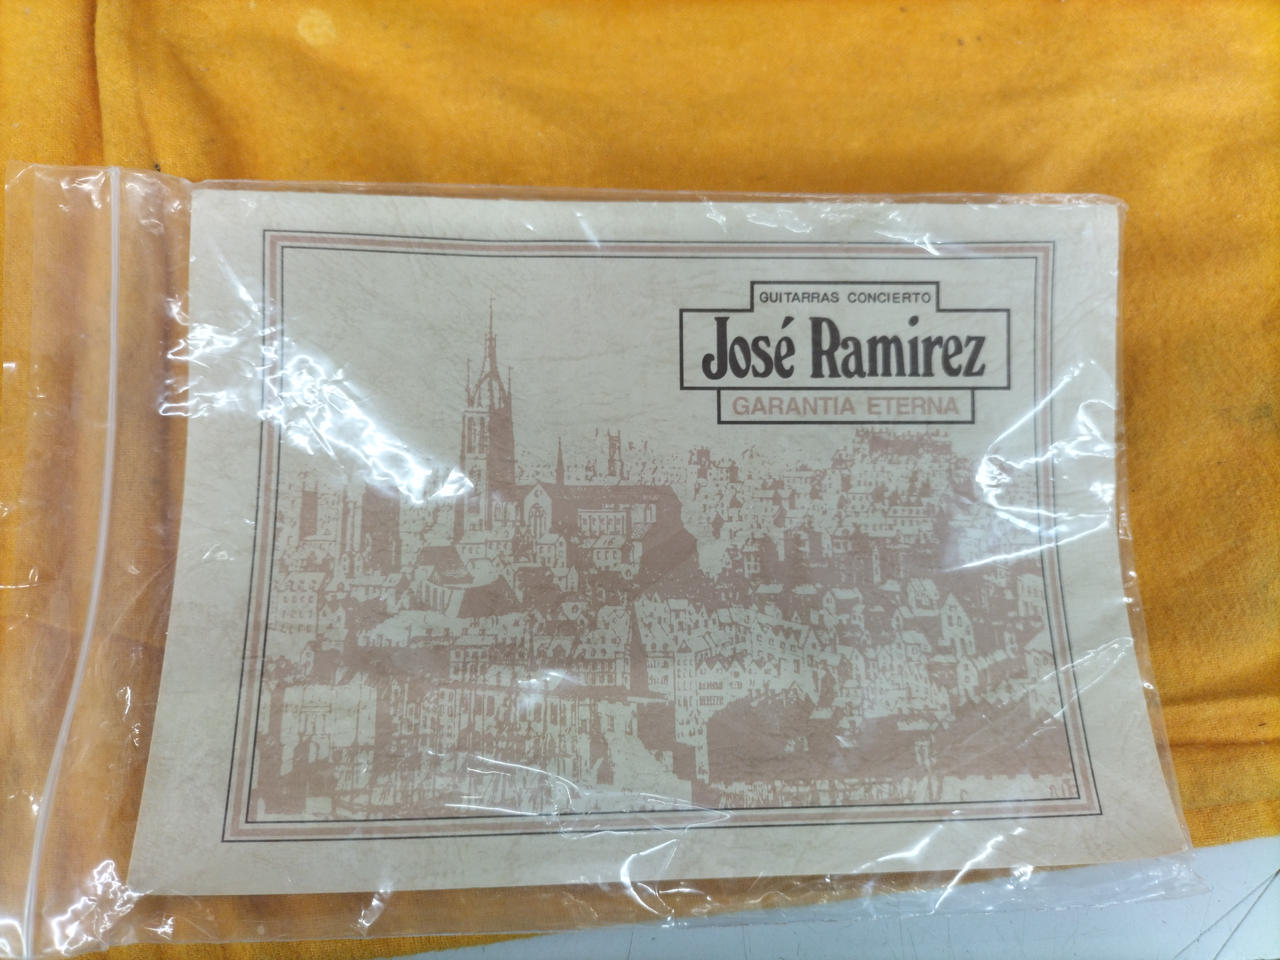 GUITARRAS CONCIERTO
José Ramirez
GARANTIA ETERNA